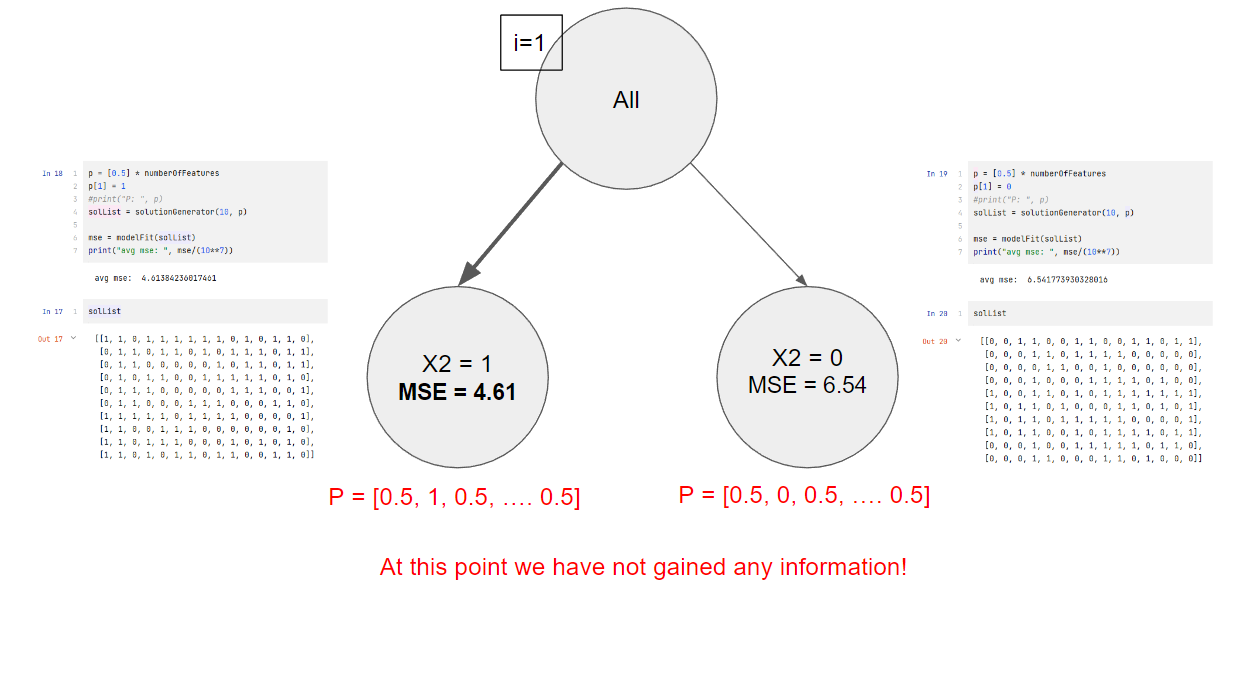 i=1
All
In 18
1 p = [0.5] * numberOfFeatures
2 p[1] = 1
3 #print("P: ", p)
4 solList = solutionGenerator(10, p)
5
6 mse = modelFit(solList)
7 print("avg mse: ", mse/(10**7))
avg mse:  4.61384236017461
In 17 1 solList
Out 17
[[1, 1, 0, 1, 1, 1, 1, 1, 1, 0, 1, 0, 1, 1, 0],
[0, 1, 1, 0, 0, 1, 1, 0, 1, 0, 1, 1, 0, 1, 1],
[0, 1, 1, 0, 0, 0, 1, 1, 1, 0, 1, 1, 0, 1, 1],
[0, 1, 0, 1, 1, 0, 0, 1, 1, 1, 1, 1, 0, 1, 0],
[0, 1, 1, 1, 1, 1, 0, 0, 0, 1, 1, 1, 0, 0, 1],
[0, 1, 1, 0, 0, 0, 1, 1, 1, 0, 0, 0, 1, 1, 0],
[1, 1, 1, 1, 1, 0, 1, 1, 1, 1, 0, 0, 0, 0, 1],
[1, 1, 0, 0, 1, 1, 1, 0, 0, 0, 0, 0, 0, 1, 0],
[1, 1, 0, 1, 1, 1, 0, 0, 0, 1, 0, 1, 0, 1, 0],
[1, 1, 0, 1, 0, 1, 1, 0, 1, 1, 0, 0, 1, 1, 0]]
X2 = 1
MSE = 4.61
P = [0.5, 1, 0.5, …. 0.5]
X2 = 0
MSE = 6.54
P = [0.5, 0, 0.5, …. 0.5]
In 19
1 p = [0.5] * numberOfFeatures
2 p[1] = 0
3 #print("P: ", p)
4 solList = solutionGenerator(10, p)
5
6 mse = modelFit(solList)
7 print("avg mse: ", mse/(10**7))
avg mse:  6.541773930328016
In 20 1 solList
Out 20
[[0, 0, 1, 1, 0, 0, 1, 1, 0, 0, 1, 1, 0, 1, 1],
[0, 0, 0, 1, 1, 0, 0, 1, 1, 1, 1, 0, 0, 0, 0, 0],
[0, 0, 0, 0, 1, 1, 0, 0, 1, 1, 0, 0, 0, 0, 0],
[0, 0, 0, 1, 0, 0, 0, 1, 1, 1, 1, 0, 1, 0, 0],
[1, 0, 0, 1, 1, 0, 1, 0, 1, 1, 1, 1, 1, 1, 1],
[1, 0, 1, 1, 0, 1, 0, 0, 0, 1, 1, 0, 1, 0, 1],
[1, 0, 1, 1, 0, 1, 1, 1, 1, 1, 0, 0, 0, 0, 1],
[1, 0, 1, 1, 0, 0, 1, 0, 1, 1, 1, 1, 0, 1, 1],
[0, 0, 0, 1, 0, 0, 1, 1, 1, 1, 1, 0, 1, 1, 0],
[0, 0, 0, 1, 1, 0, 0, 0, 1, 1, 0, 1, 0, 0, 0]]
At this point we have not gained any information!